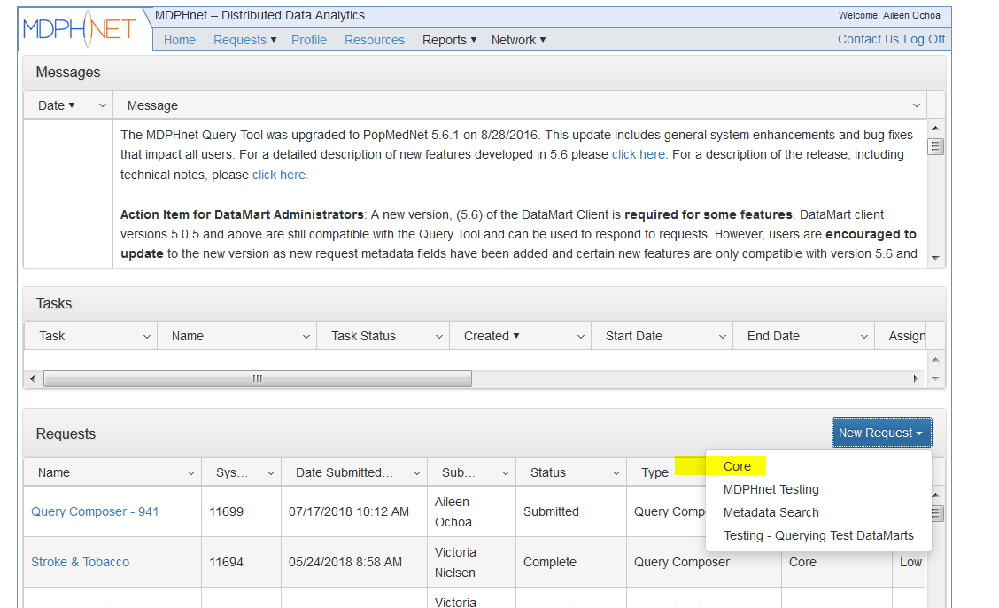 MDPHNET
MDPHnet – Distributed Data Analytics
Welcome, Aileen Ochoa
Home Requests ▼ Profile Resources Reports ▼ Network ▼
Contact Us Log Off
Messages
Date ▼ Message
The MDPHnet Query Tool was upgraded to PopMedNet 5.6.1 on 8/28/2016. This update includes general system enhancements and bug fixes
that impact all users. For a detailed description of new features developed in 5.6 please click here. For a description of the release, including
technical notes, please click here.
Action Item for DataMart Administrators: A new version, (5.6) of the DataMart Client is required for some features. DataMart client
versions 5.0.5 and above are still compatible with the Query Tool and can be used to respond to requests. However, users are encouraged to
update to the new version as new request metadata fields have been added and certain new features are only compatible with version 5.6 and
Tasks
Task Name Task Status Created ▼ Start Date End Date Assign
Requests
New Request
Core
MDPHnet Testing
Metadata Search
Testing - Querying Test DataMarts
Name Sys... Date Submitted... Sub... Status Type
Query Composer - 941 11699 07/17/2018 10:12 AM Aileen Ochoa Submitted Query Comp
Stroke & Tobacco 11694 05/24/2018 8:58 AM Victoria Nielsen Complete Query Composer Core Low
Victoria